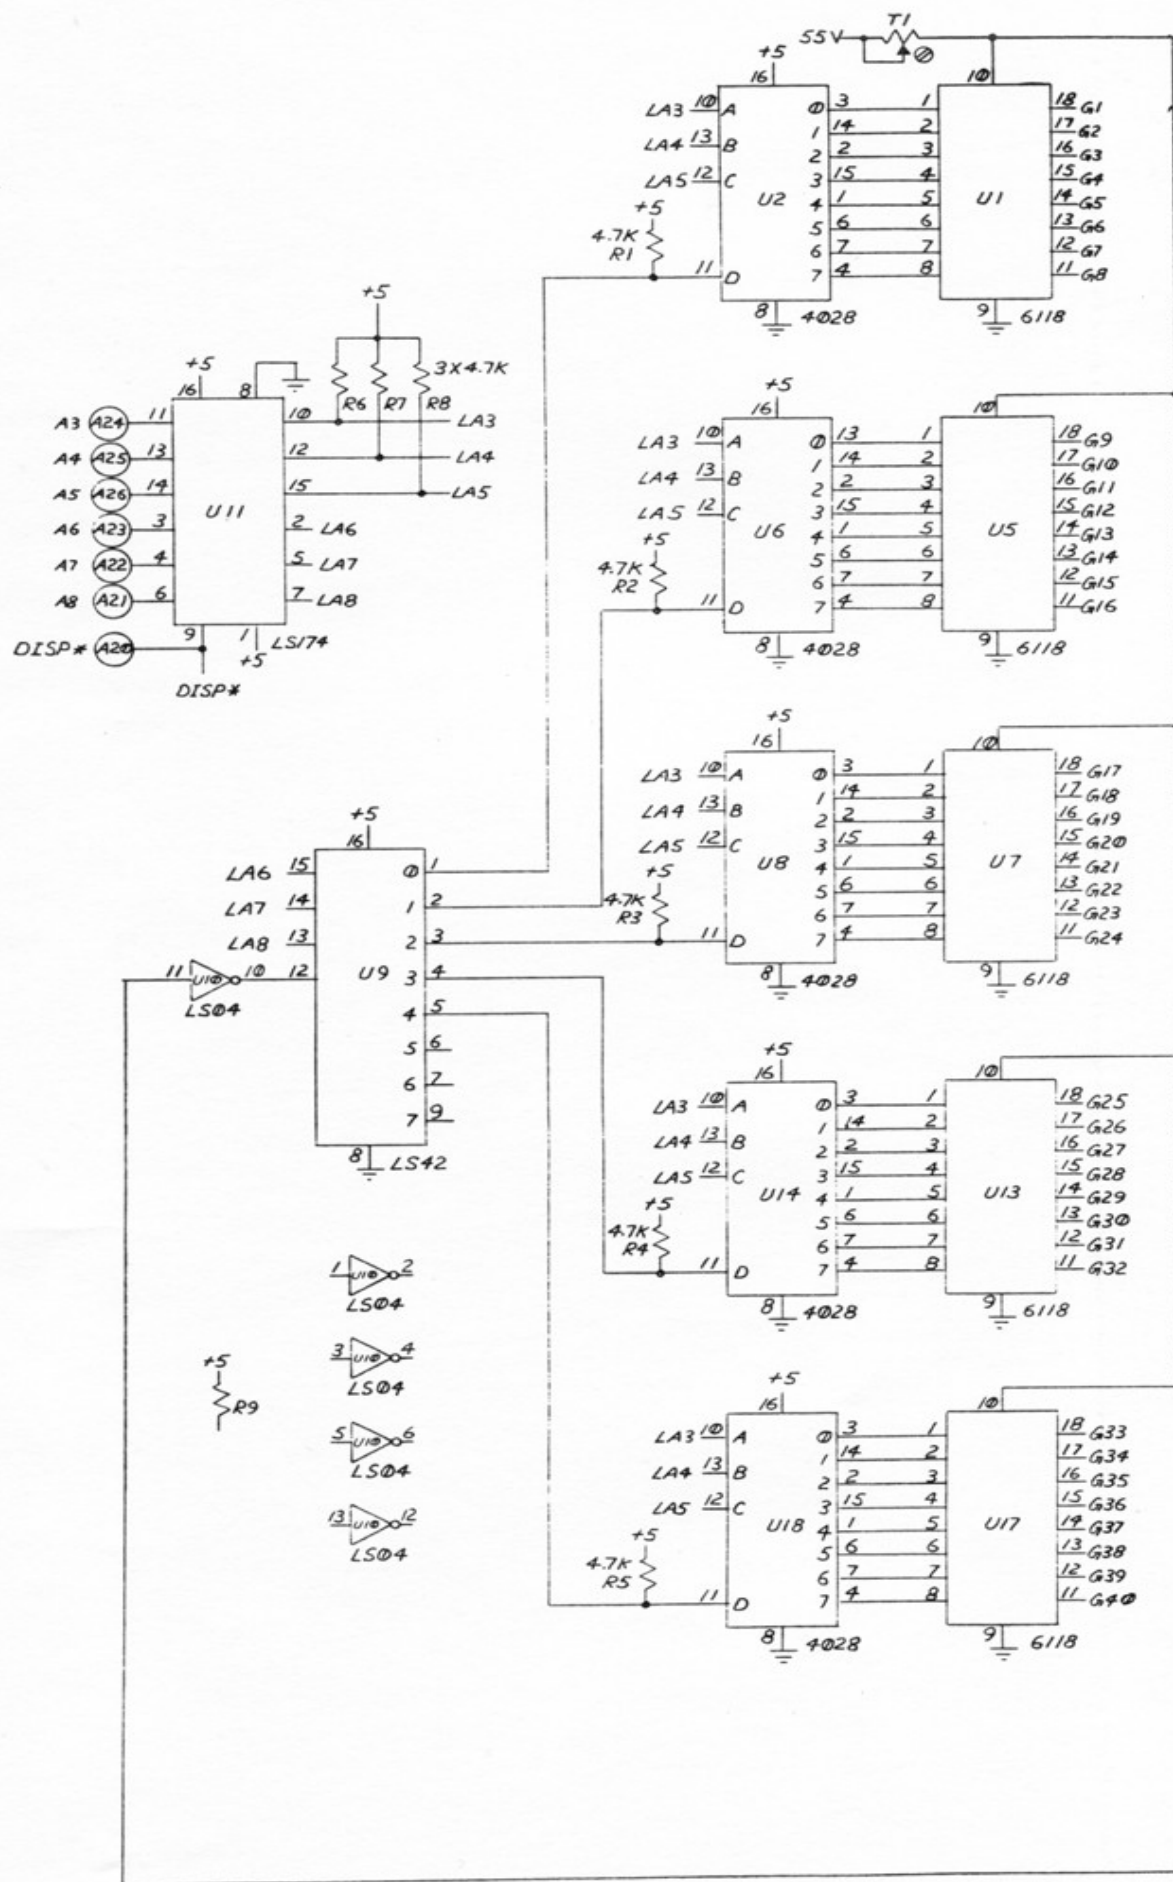 T1
55V
+5
16
10
LA3 10 A
Ø 3 1
18 G1
LA4 13 B
1 14 2
17 G2
2 2 3
16 G3
LA5 12 C
3 15 4
15 G4
U2
4 1 5
U1
14 G5
5 6 6
13 G6
6 7 7
12 G7
+5
4.7K
R1
11 D
7 4 8
11 G8
8
4Ø28
9
6118
+5
+5
16
8
3X4.7K
R6
R7
R8
A3 A24 11
10
LA3
A4 A25 13
12
LA4
A5 A26 14
U11
15
LA5
A6 A23 3
2 LA6
A7 A22 4
5 LA7
A8 A21 6
7 LA8
9
1
+5
LS174
DISP* A2Ø
DISP*
+5
16
1Ø
LA3 1Ø A
Ø 13 1
18 G9
1 14 2
17 G1Ø
LA4 13 B
2 2 3
16 G11
LA5 12 C
3 15 4
15 G12
U6
4 1 5
U5
14 G13
5 6 6
13 G14
6 7 7
12 G15
+5
4.7K
R2
11 D
7 4 8
11 G16
8
4Ø28
9
6118
+5
16
1Ø
LA3 1Ø A
Ø 3 1
18 G17
1 14 2
17 G18
LA4 13 B
2 2 3
16 G19
LA5 12 C
3 15 4
15 G2Ø
U8
4 1 5
U7
14 G21
5 6 6
13 G22
6 7 7
12 G23
+5
4.7K
R3
11 D
7 4 8
11 G24
8
4Ø28
9
6118
+5
16
LA6 15
Ø 1
LA7 14
1 2
LA8 13
2 3
11 U1Ø 1Ø
LSØ4
12
U9
3 4
4 5
5 6
6 7
7 9
8
LS42
+5
16
1Ø
LA3 1Ø A
Ø 3 1
18 G25
1 14 2
17 G26
LA4 13 B
2 2 3
16 G27
LA5 12 C
3 15 4
15 G28
U14
4 1 5
U13
14 G29
5 6 6
13 G3Ø
6 7 7
12 G31
+5
4.7K
R4
11 D
7 4 8
11 G32
8
4Ø28
9
6118
1 U1Ø 2
LSØ4
3 U1Ø 4
LSØ4
+5
R9
5 U1Ø 6
LSØ4
13 U1Ø 12
LSØ4
+5
16
1Ø
LA3 1Ø A
Ø 3 1
18 G33
1 14 2
17 G34
LA4 13 B
2 2 3
16 G35
LA5 12 C
3 15 4
15 G36
U18
4 1 5
U17
14 G37
5 6 6
13 G38
6 7 7
12 G39
+5
4.7K
R5
11 D
7 4 8
11 G4Ø
8
4Ø28
9
6118